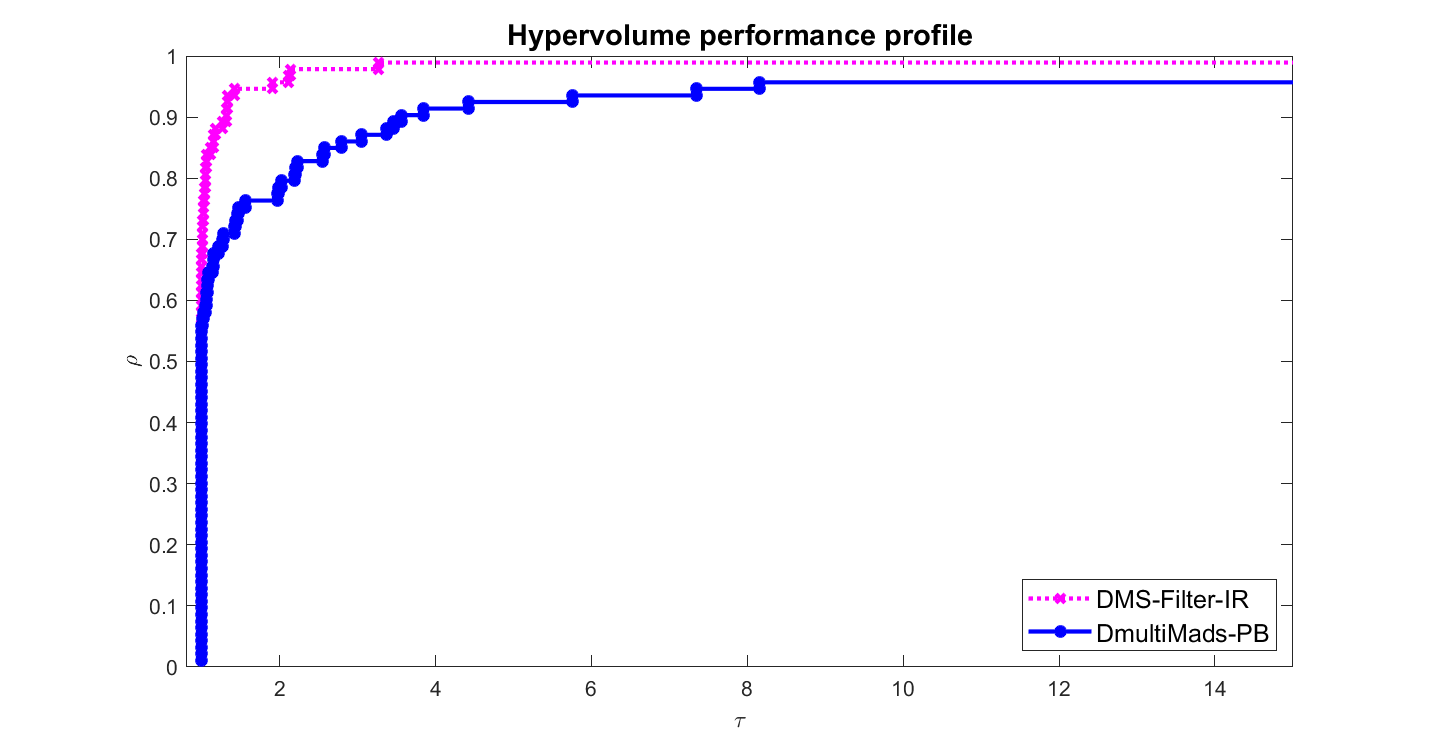 Hypervolume performance profile
1
0.9
0.8
0.7
0.6
0.5
0.4
0.3
0.2
0.1
0
ρ
2 4 6 8 10 12 14
τ
DMS-Filter-IR
DmultiMads-PB